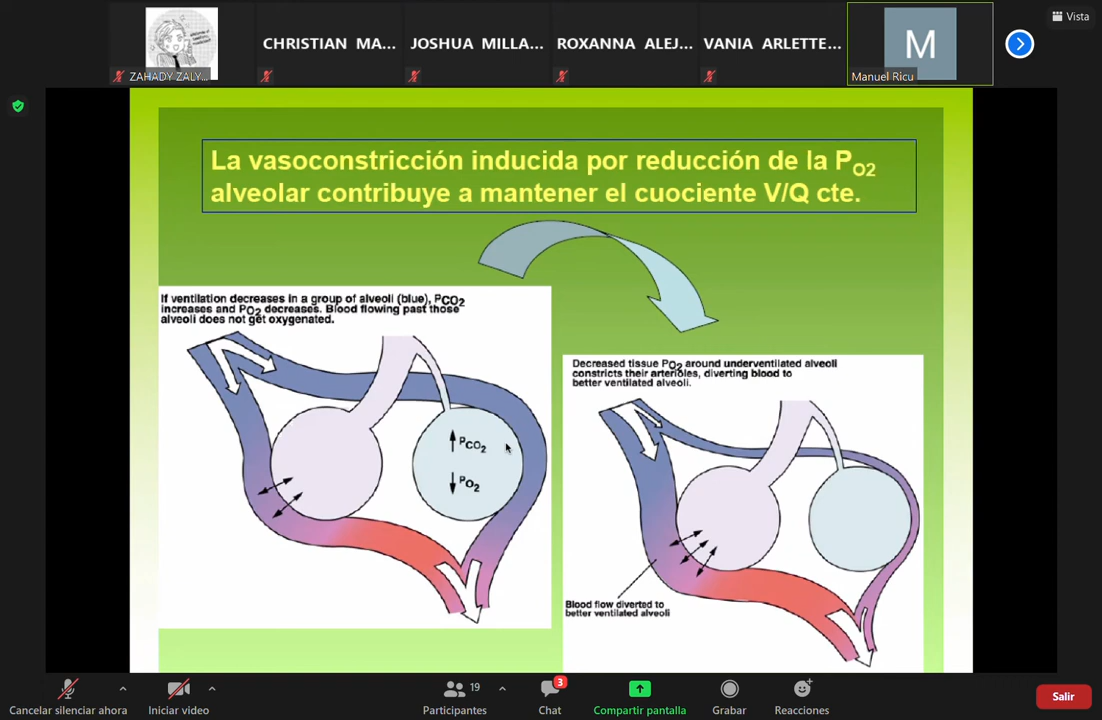 CHRISTIAN MA...
JOSHUA MILLA...
ROXANNA ALEJ...
VANIA ARLETTE...
M
Vista
ZAHADY ZALY...
Manuel Ricu
La vasoconstricción inducida por reducción de la PO2
alveolar contribuye a mantener el cuociente V/Q cte.
If ventilation decreases in a group of alveoli (blue), PCO2
increases and PO2 decreases. Blood flowing past those
alveoli does not get oxygenated.
PCO2
PO2
Decreased tissue PO2 around underventilated alveoli
constricts their arterioles, diverting blood to
better ventilated alveoli.
Blood flow diverted to
better ventilated alveoli
19
3
Cancelar silenciar ahora
Iniciar video
Participantes
Chat
Compartir pantalla
Grabar
Reacciones
Salir